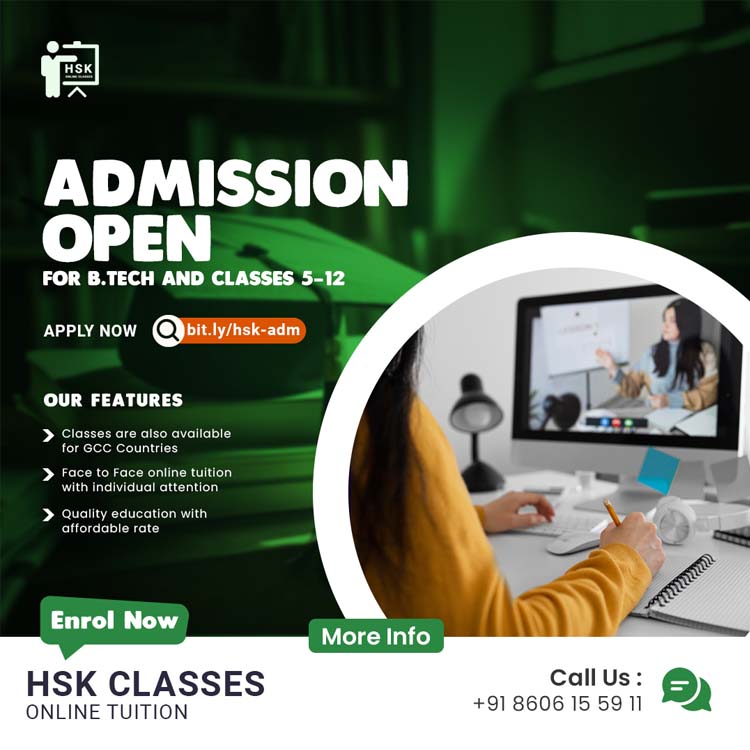 HSK
ONLINE CLASSES
ADMISSION
OPEN
FOR B.TECH AND CLASSES 5-12
APPLY NOW
bit.ly/hsk-adm
OUR FEATURES
Classes are also available
for GCC Countries
Face to Face online tuition
with individual attention
Quality education with
affordable rate
LESSON
Enrol Now
More Info
HSK CLASSES
ONLINE TUITION
Call Us :
+91 8606 15 59 11